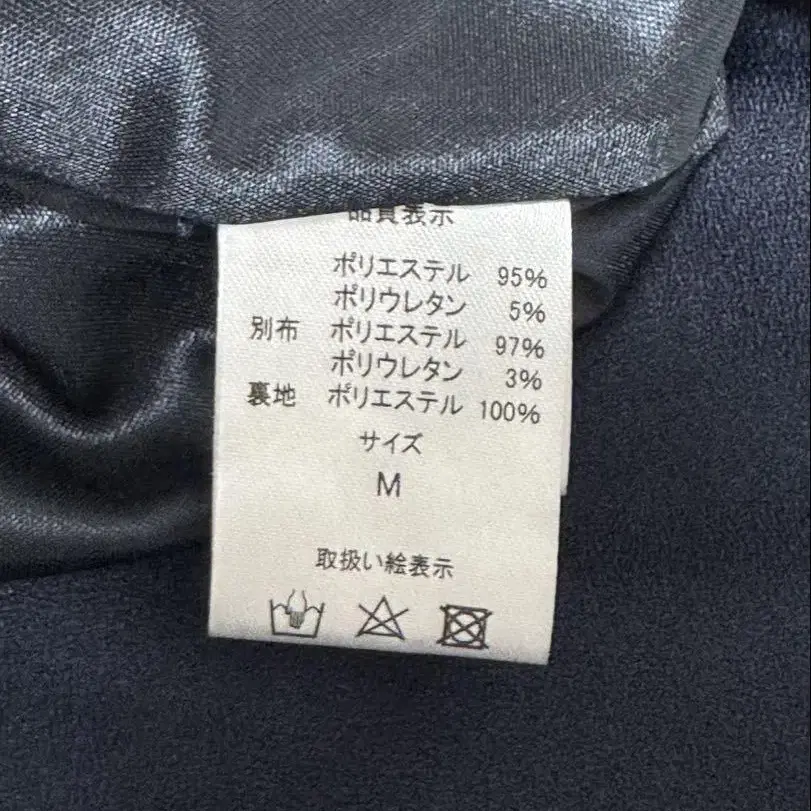 品質表示
ポリエステル 95%
ポリウレタン 5%
別布 ポリエステル 97%
ポリウレタン 3%
裏地 ポリエステル 100%
サイズ
M
取扱い絵表示